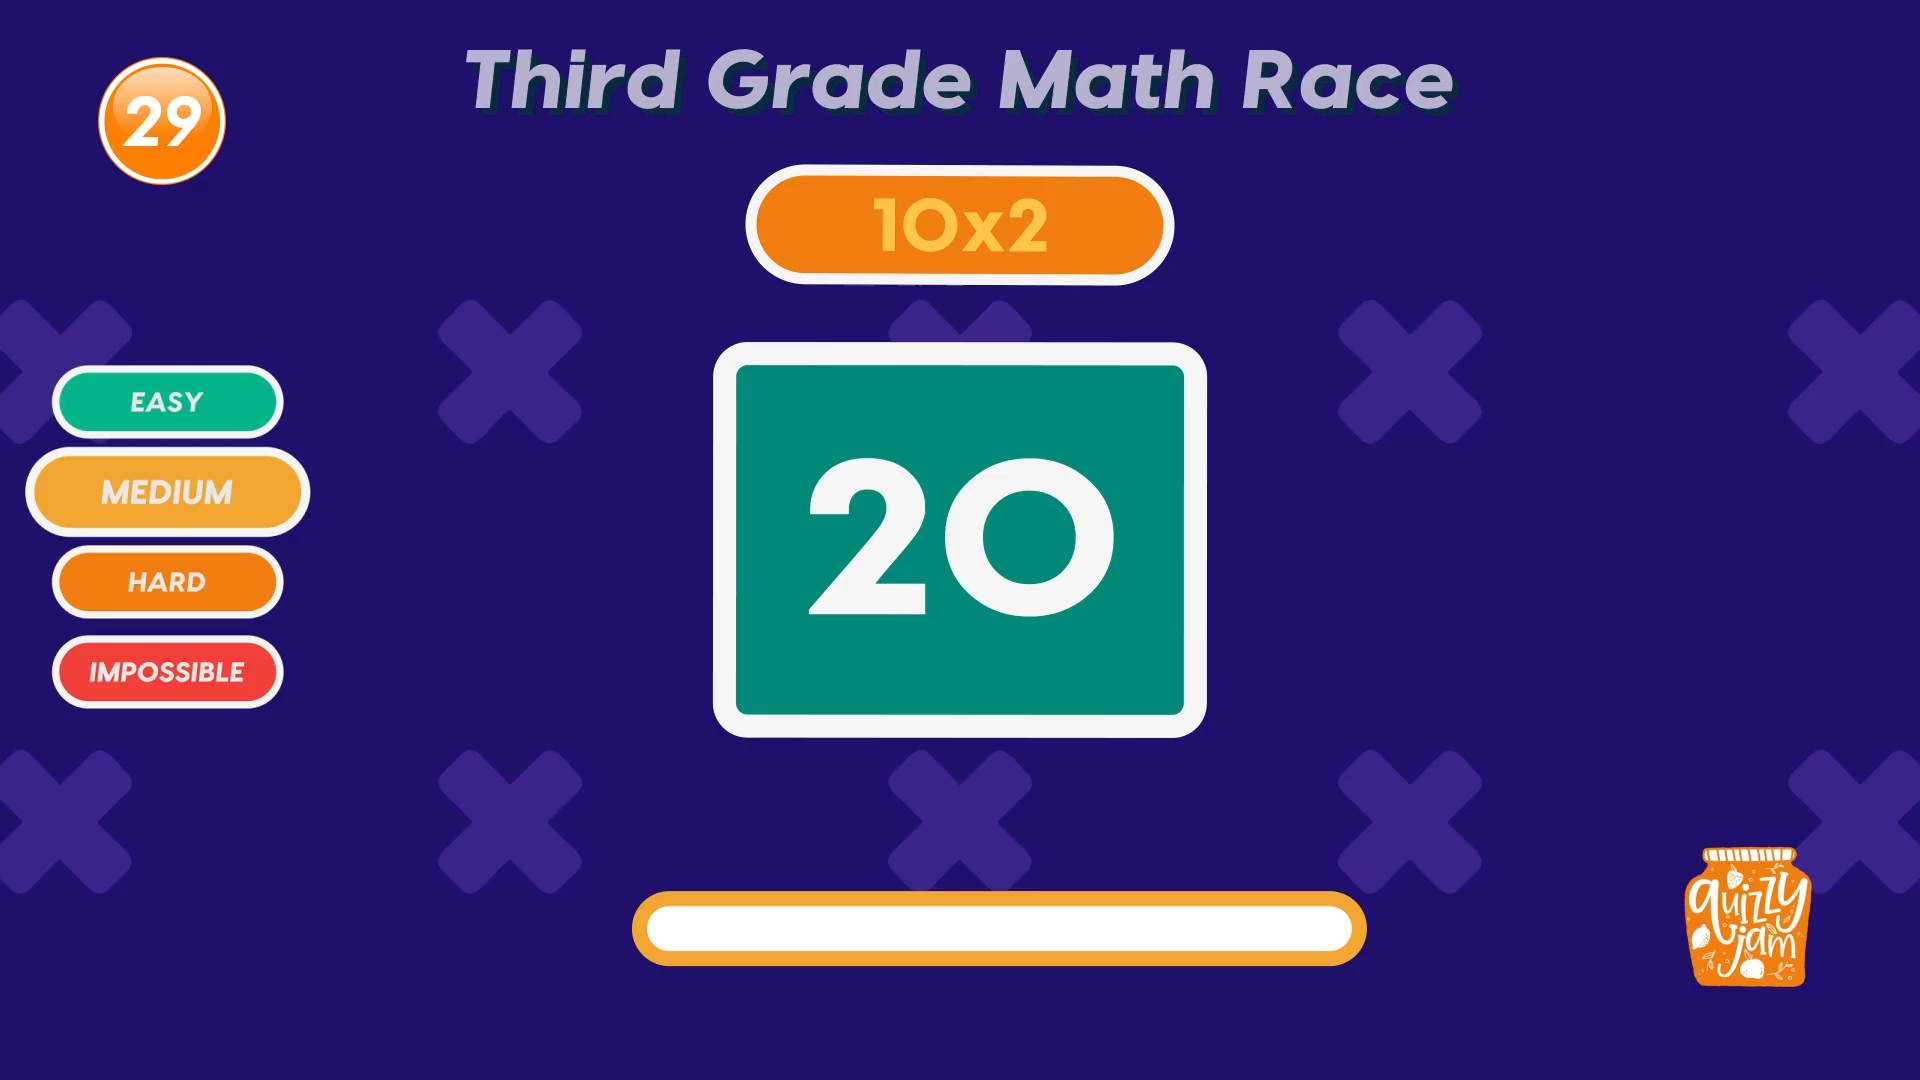 Third Grade Math Race
29
10x2
EASY
MEDIUM
HARD
IMPOSSIBLE
20
quizzy
jam